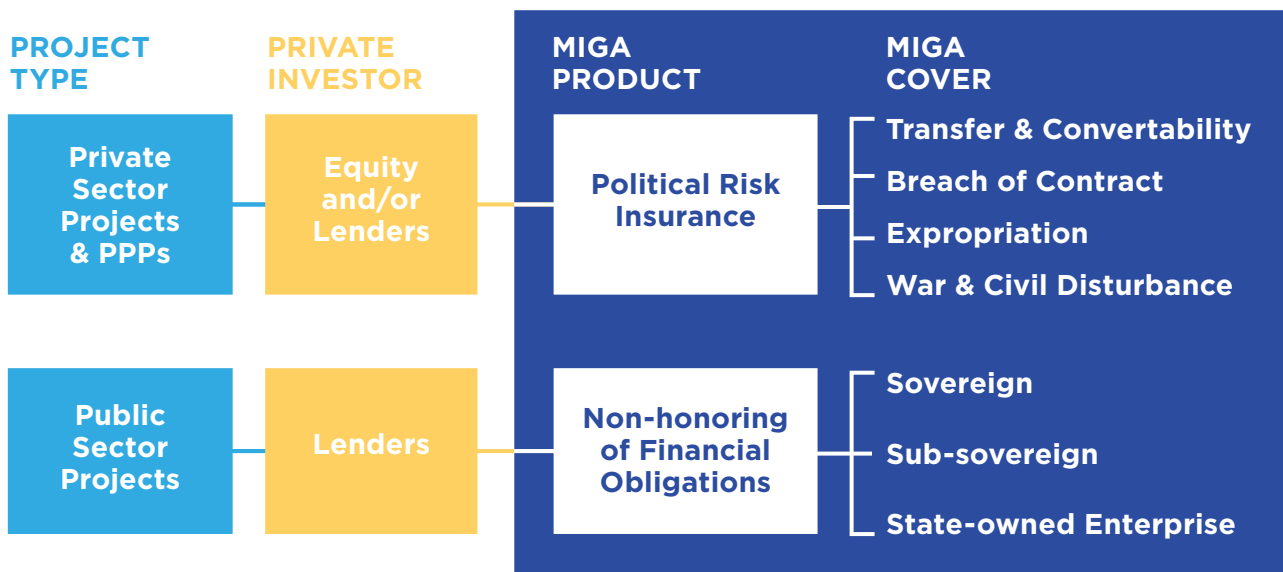 PROJECT
TYPE
PRIVATE
INVESTOR
MIGA
PRODUCT
MIGA
COVER
Private
Sector
Projects
& PPPs
Equity
and/or
Lenders
Political Risk
Insurance
Transfer & Convertability
Breach of Contract
Expropriation
War & Civil Disturbance
Public
Sector
Projects
Lenders
Non-honoring
of Financial
Obligations
Sovereign
Sub-sovereign
State-owned Enterprise